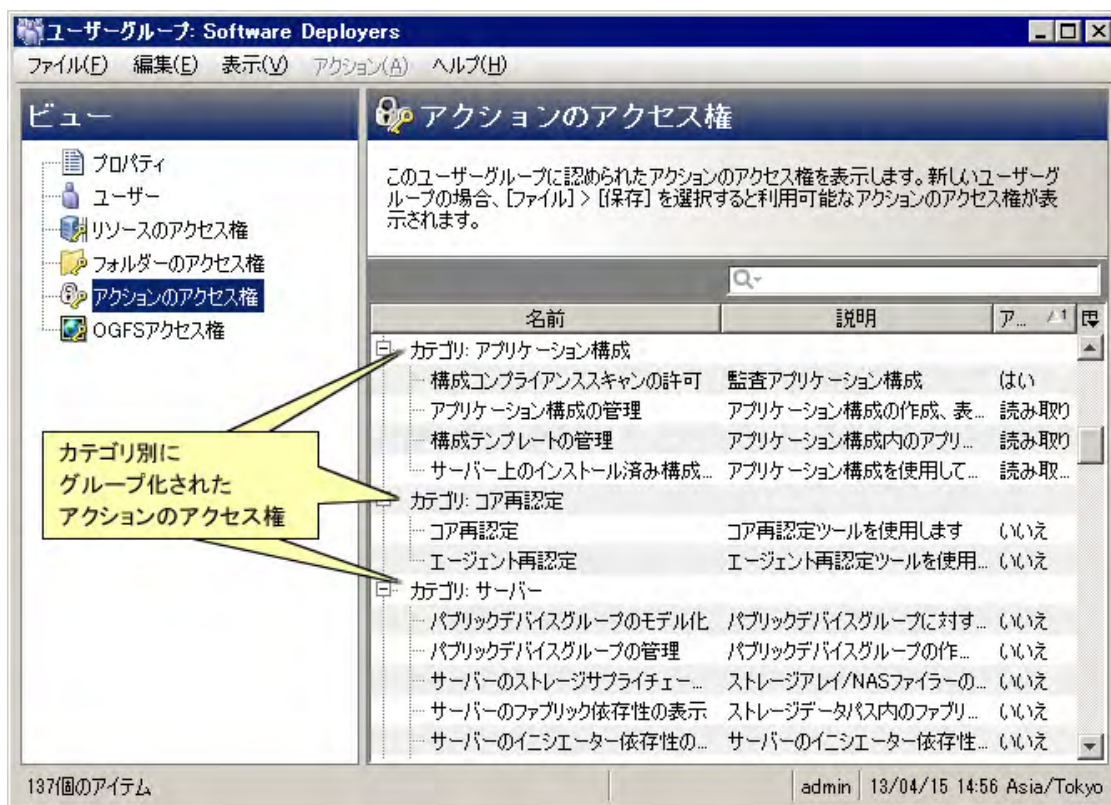 ユーザーグループ: Software Deployers
ファイル(F) 編集(E) 表示(V) アクション(A) ヘルプ(H)
ビュー
プロパティ
ユーザー
リソースのアクセス権
フォルダーのアクセス権
アクションのアクセス権
OGFSアクセス権
カテゴリ別に
グループ化された
アクションのアクセス権
アクションのアクセス権
このユーザーグループに認められたアクションのアクセス権を表示します。新しいユーザーグ
ループの場合、[ファイル] > [保存] を選択すると利用可能なアクションのアクセス権が表
示されます。
名前 説明 ア... 1
カテゴリ: アプリケーション構成
構成コンプライアンススキャンの許可 監査アプリケーション構成 はい
アプリケーション構成の管理 アプリケーション構成の作成、表... 読み取り
構成テンプレートの管理 アプリケーション構成内のアプリ... 読み取り
サーバー上のインストール済み構成... アプリケーション構成を使用して... 読み取...
カテゴリ: コア再認定
コア再認定 コア再認定ツールを使用します いいえ
エージェント再認定 エージェント再認定ツールを使用... いいえ
カテゴリ: サーバー
パブリックデバイスグループのモデル化 パブリックデバイスグループに対す... いいえ
パブリックデバイスグループの管理 パブリックデバイスグループの作... いいえ
サーバーのストレージサプライチェー... ストレージアレイ/NASファイラーの... いいえ
サーバーのファブリック依存性の表示 ストレージデータパス内のファブリ... いいえ
サーバーのイニシエーター依存性の... サーバーのイニシエーター依存性... いいえ
137個のアイテム admin 13/04/15 14:56 Asia/Tokyo